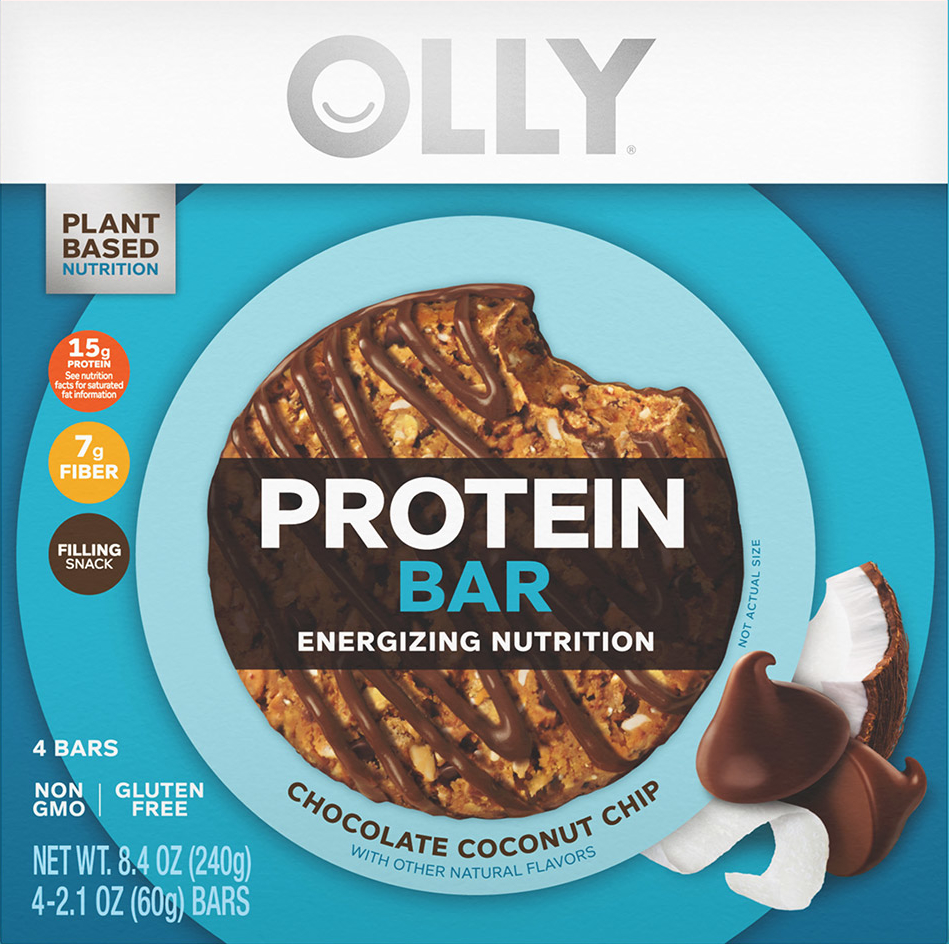 OLLY®
PLANT
BASED
NUTRITION
15g
PROTEIN
See nutrition
facts for saturated
fat information
7g
FIBER
FILLING
SNACK
PROTEIN
BAR
ENERGIZING NUTRITION
NOT ACTUAL SIZE
CHOCOLATE COCONUT CHIP
WITH OTHER NATURAL FLAVORS
4 BARS
NON
GMO
GLUTEN
FREE
NET WT. 8.4 OZ (240g)
4-2.1 OZ (60g) BARS